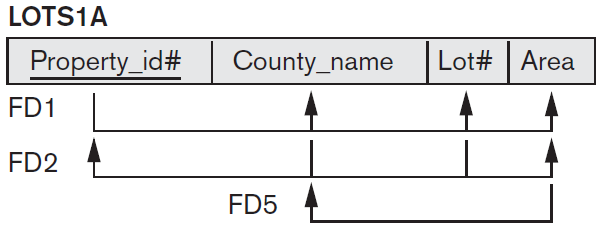 LOTS1A
Property_id# County_name Lot# Area
FD1
FD2
FD5